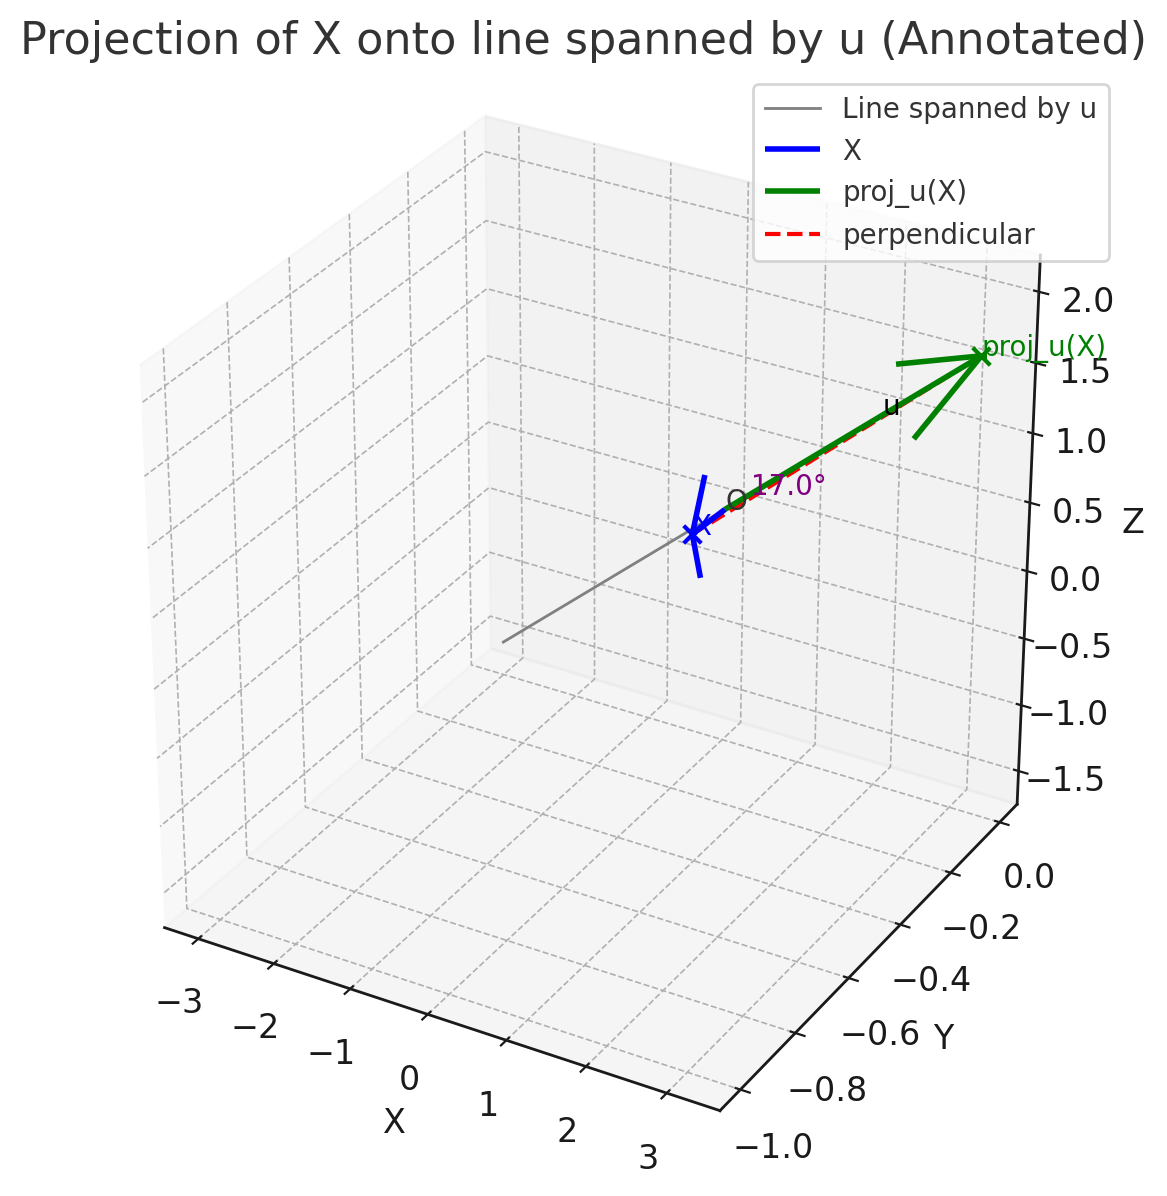 Projection of X onto line spanned by u (Annotated)
Line spanned by u
X
proj_u(X)
perpendicular
2.0
proj_u(X)
1.5
u
1.0
17.0°
O
0.5
Z
X
0.0
−0.5
−1.0
−1.5
0.0
−0.2
−0.4
−0.6
Y
−0.8
−1.0
−3
−2
−1
0
1
2
3
X